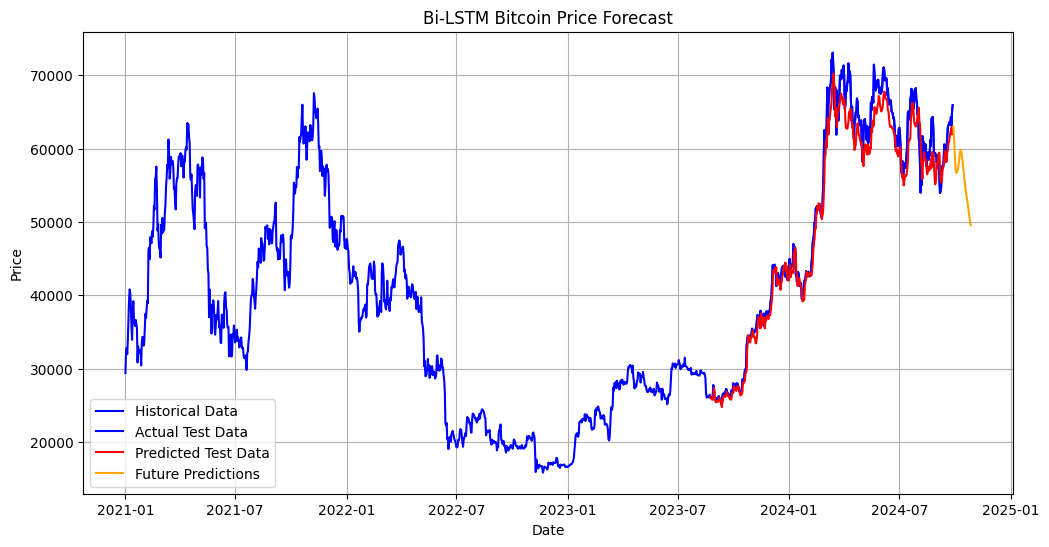 Bi-LSTM Bitcoin Price Forecast
Price
70000
60000
50000
40000
30000
20000
Historical Data
Actual Test Data
Predicted Test Data
Future Predictions
2021-01 2021-07 2022-01 2022-07 2023-01 2023-07 2024-01 2024-07 2025-01
Date